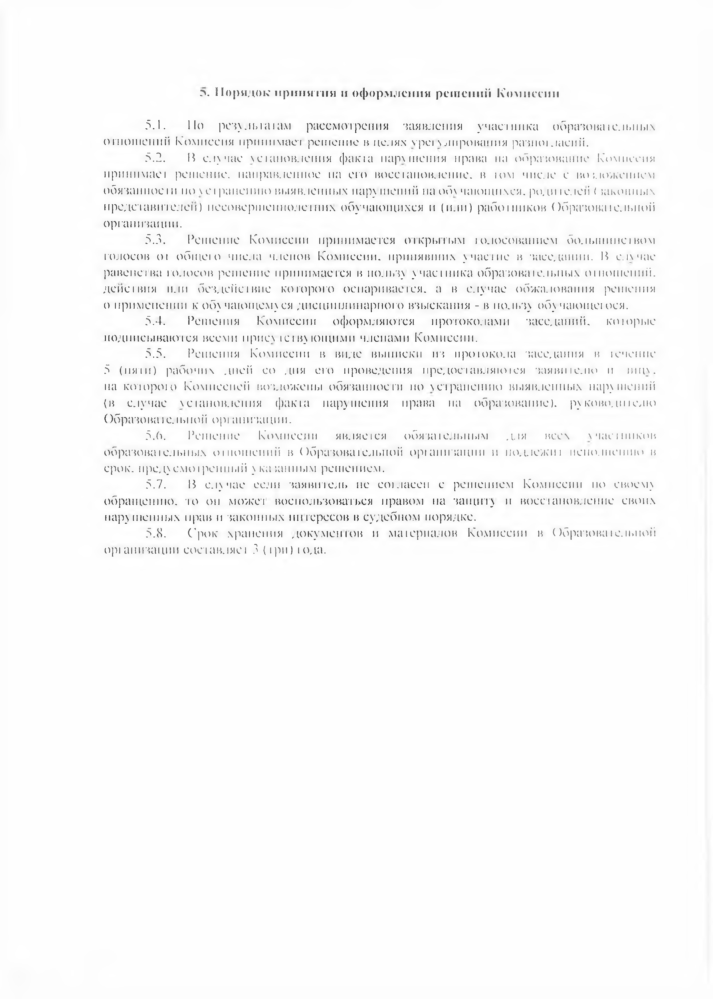 5. Порядок принятия и оформления решений Комиссии
5.1. По результатам рассмотрения заявления участника образовательных
отношений Комиссия принимает решение в целях урегулирования разногласий.
5.2. В случае установления факта нарушения права на образование Комиссия
принимает решение, направленное на его восстановление, в том числе с возложением
обязанности по устранению выявленных нарушений на обучающихся, родителей (законных
представителей) несовершеннолетних обучающихся и (или) работников Образовательной
организации.
5.3. Решение Комиссии принимается открытым голосованием большинством
голосов от общего числа членов Комиссии, принявших участие в заседании. В случае
равенства голосов решение принимается в пользу участника образовательных отношений,
действия или бездействие которого оспаривается, а в случае обжалования решения
о применении к обучающемуся дисциплинарного взыскания - в пользу обучающегося.
5.4. Решения Комиссии оформляются протоколами заседаний, которые
подписываются всеми присутствующими членами Комиссии.
5.5. Решения Комиссии в виде выписки из протокола заседания в течение
5 (пяти) рабочих дней со дня его проведения предоставляются заявителю и лицу,
на которого Комиссией возложены обязанности по устранению выявленных нарушений
(в случае установления факта нарушения права на образование), руководителю
Образовательной организации.
5.6. Решение Комиссии является обязательным для всех участников
образовательных отношений в Образовательной организации и подлежит исполнению в
срок, предусмотренный указанным решением.
5.7. В случае если заявитель не согласен с решением Комиссии по своему
обращению, то он может воспользоваться правом на защиту и восстановление своих
нарушенных прав и законных интересов в судебном порядке.
5.8. Срок хранения документов и материалов Комиссии в Образовательной
организации составляет 3 (три) года.